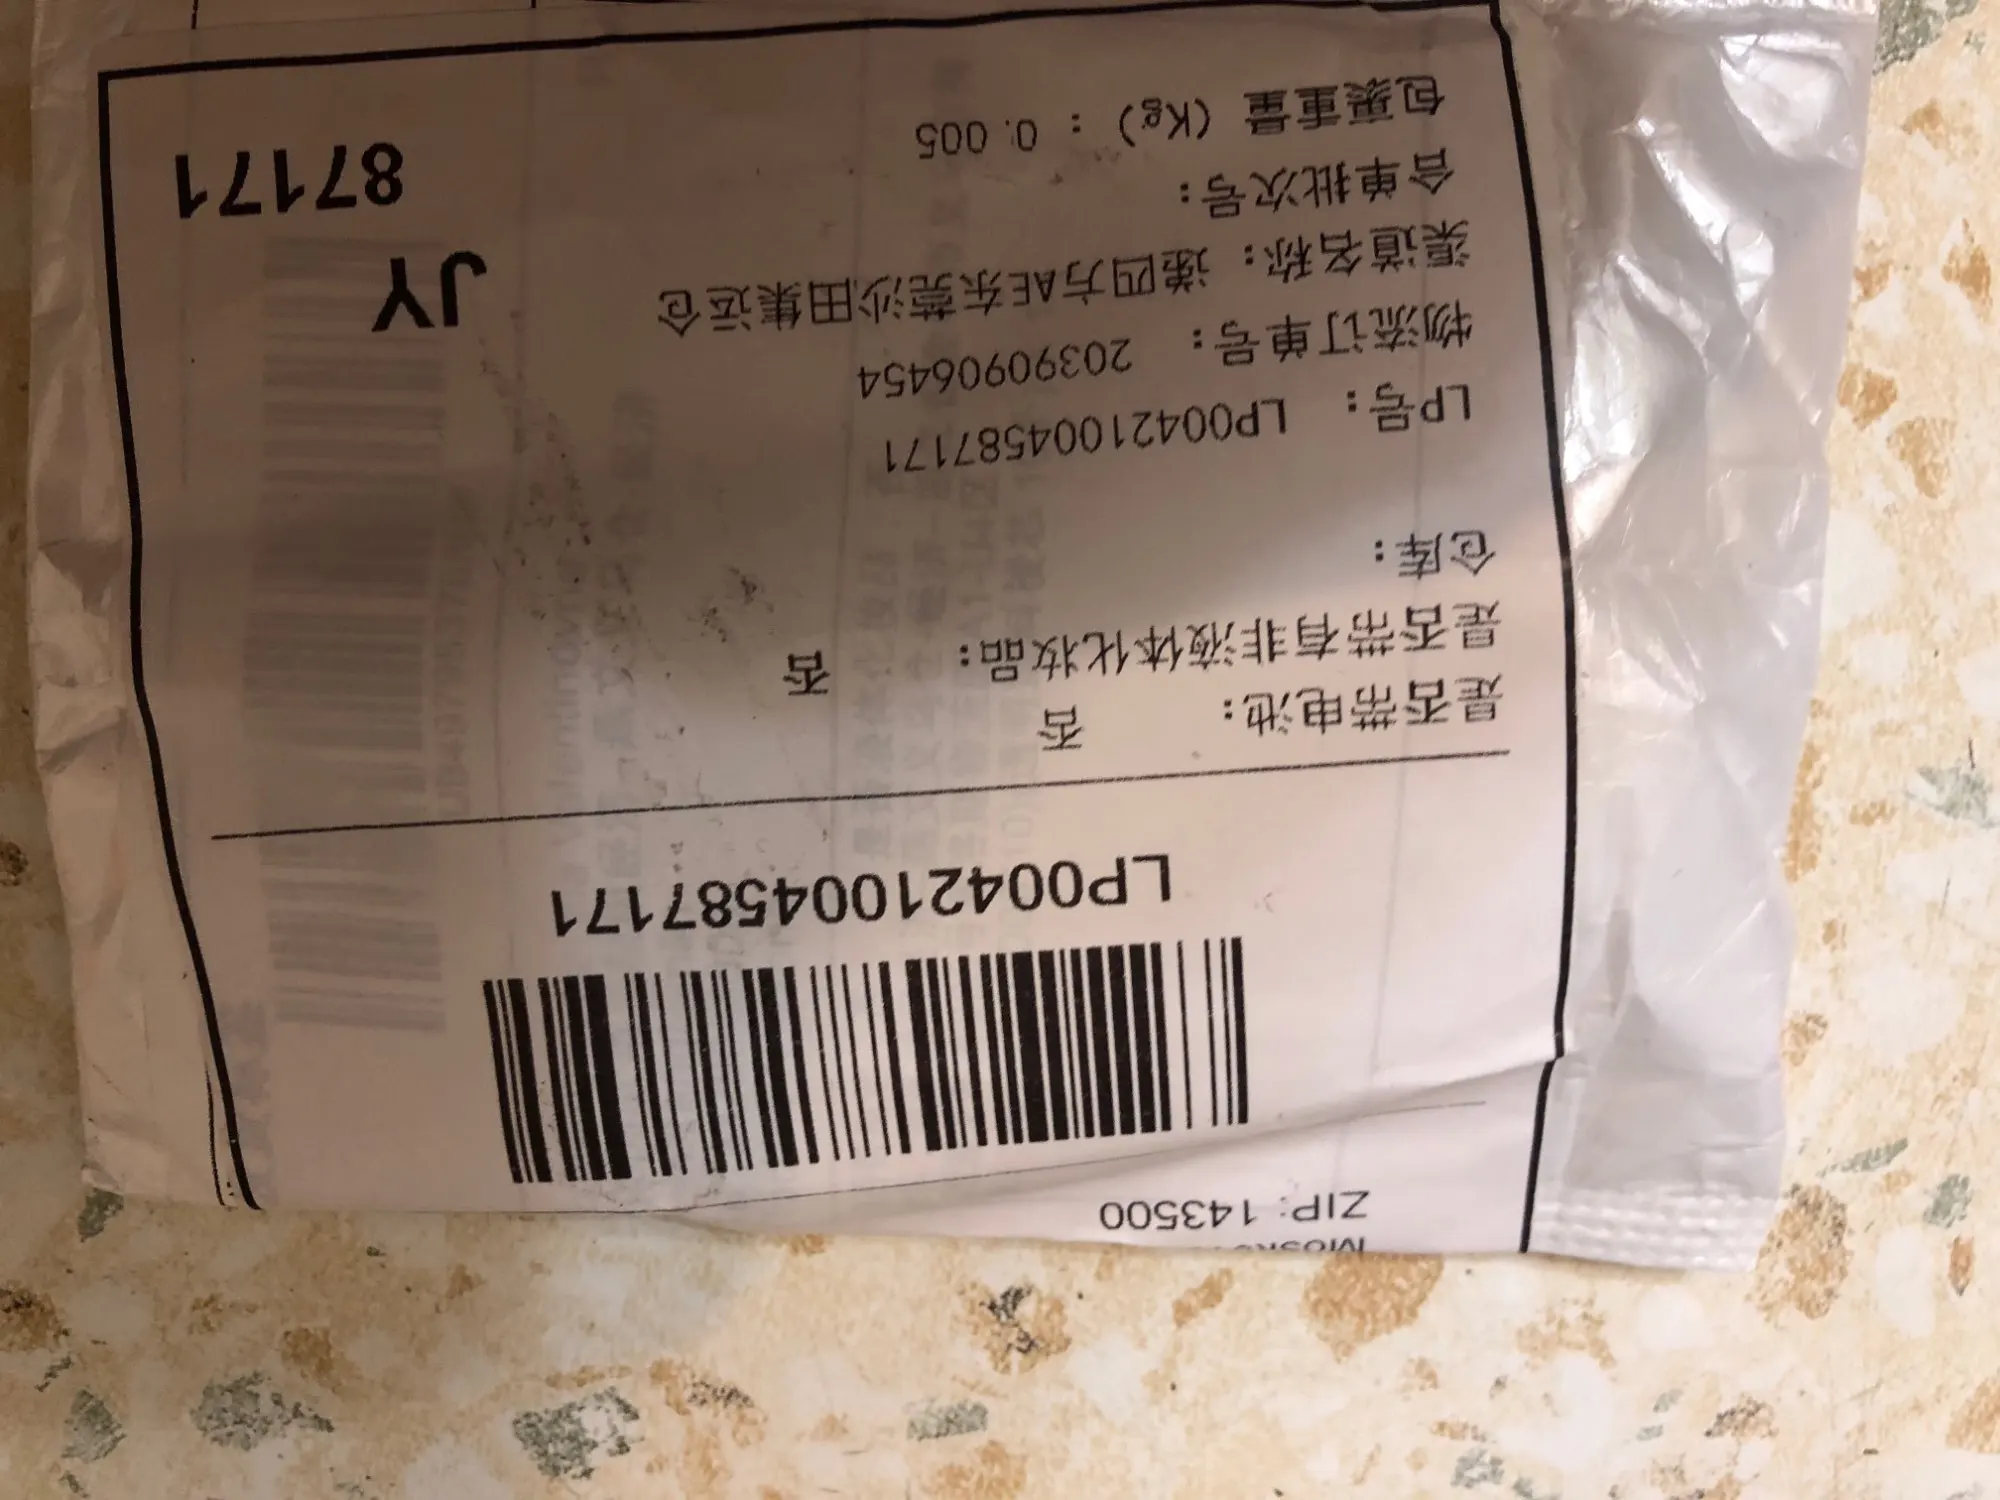 ZIP: 143500
LP00421004587171
是否带电池: 否
是否带有非液体化妆品: 否
仓库:
LP号: LP00421004587171
物流订单号: 2039096454
渠道名称: 递四方AE东莞沙田集运仓
合单批次号:
包裹重量 (Kg) : 0.005
JY
87171